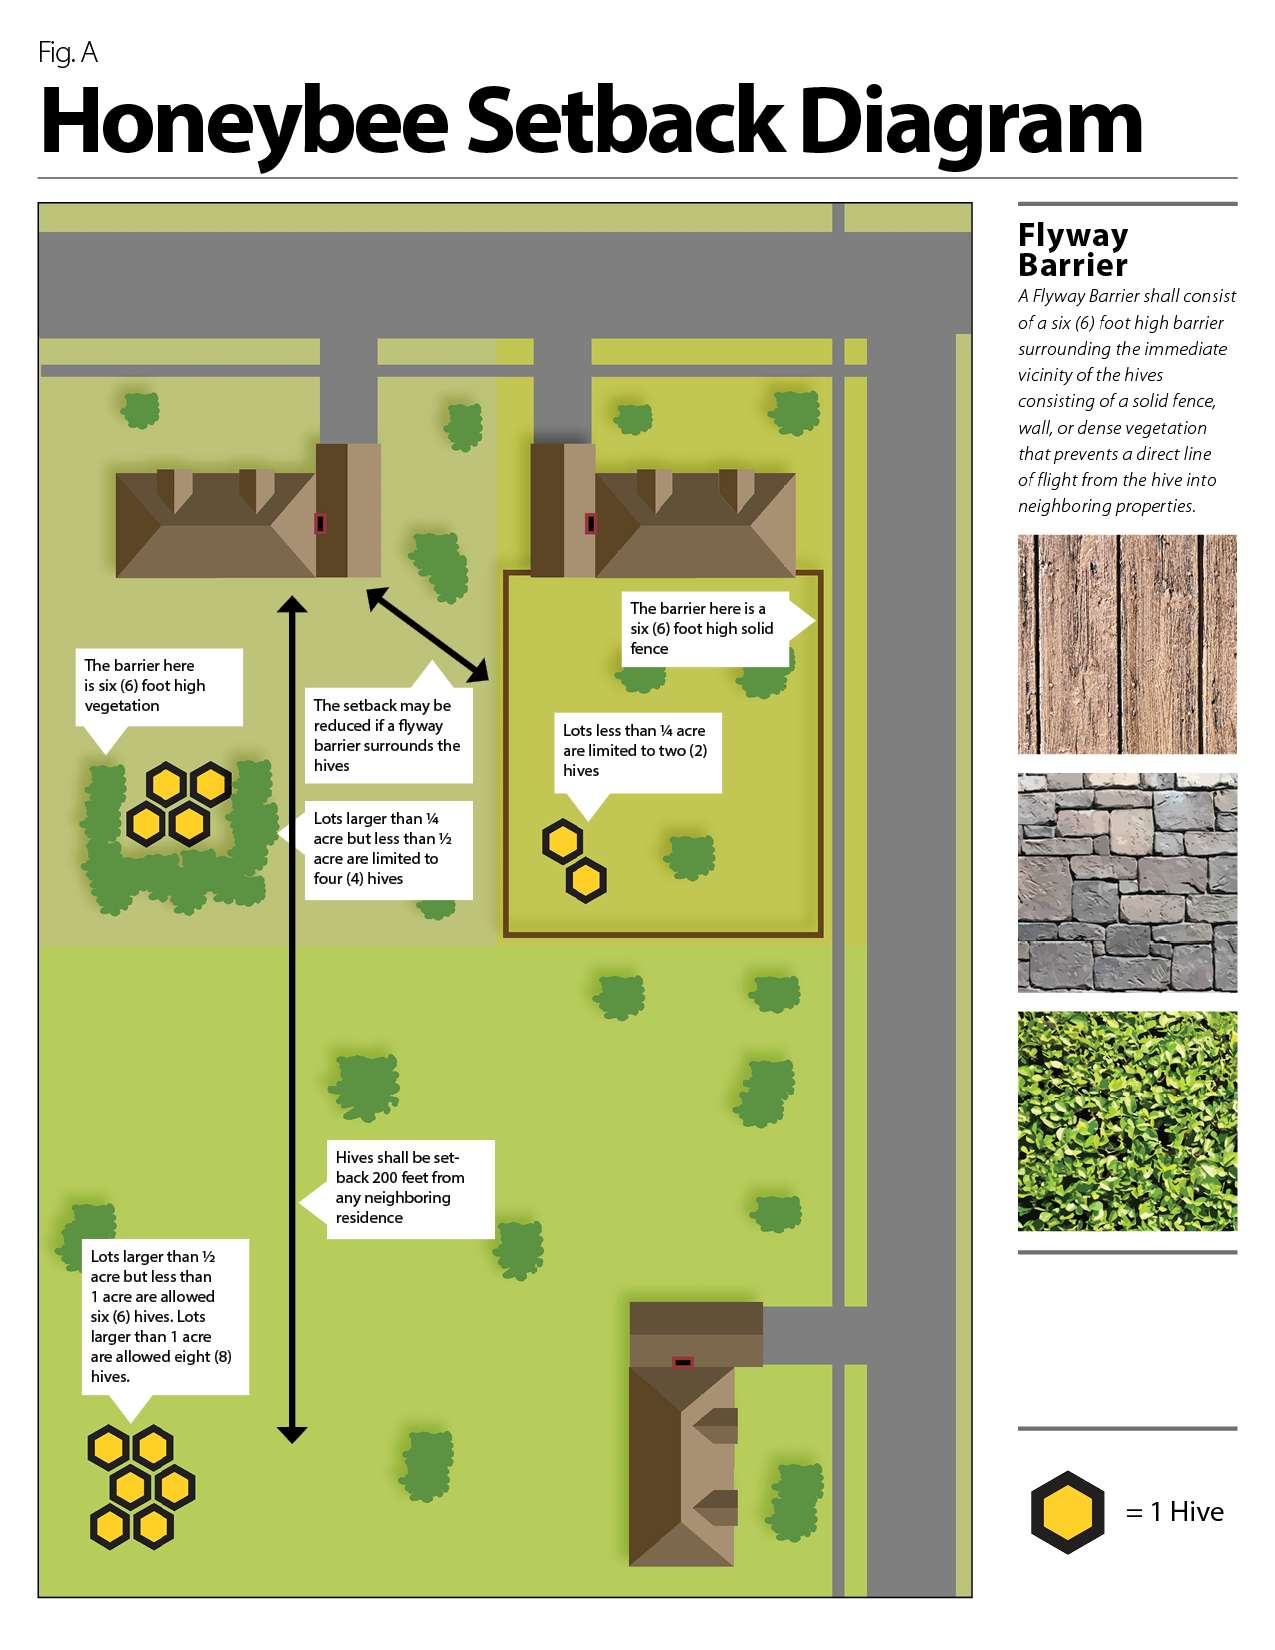 Fig. A
Honeybee Setback Diagram
Flyway
Barrier
A Flyway Barrier shall consist
of a six (6) foot high barrier
surrounding the immediate
vicinity of the hives
consisting of a solid fence,
wall, or dense vegetation
that prevents a direct line
of flight from the hive into
neighboring properties.
The barrier here is a
six (6) foot high solid
fence
The barrier here
is six (6) foot high
vegetation
The setback may be
reduced if a flyway
barrier surrounds the
hives
Lots less than ¼ acre
are limited to two (2)
hives
Lots larger than ¼
acre but less than ½
acre are limited to
four (4) hives
Hives shall be set-
back 200 feet from
any neighboring
residence
Lots larger than ½
acre but less than
1 acre are allowed
six (6) hives. Lots
larger than 1 acre
are allowed eight (8)
hives.
= 1 Hive